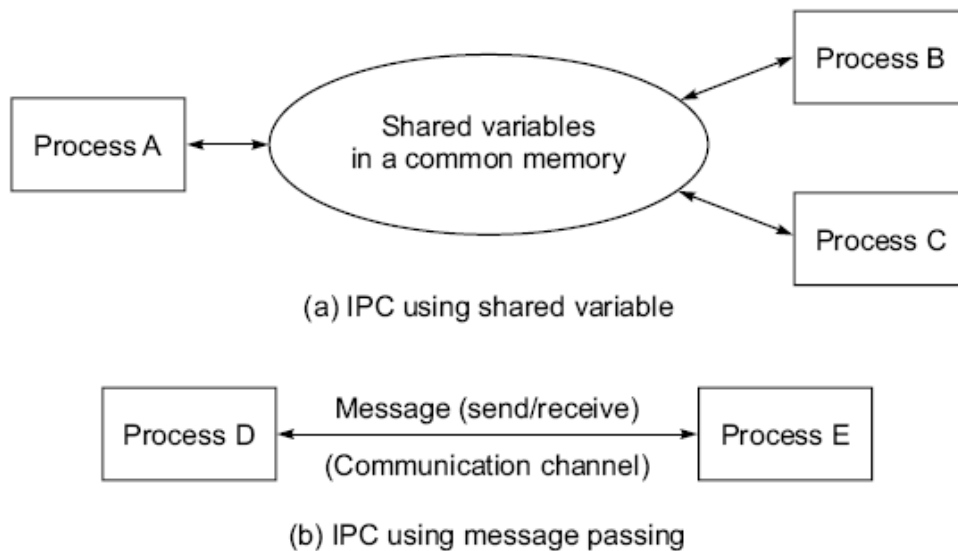 Process A
Shared variables
in a common memory
Process B
Process C
(a) IPC using shared variable
Process D
Message (send/receive)
(Communication channel)
Process E
(b) IPC using message passing